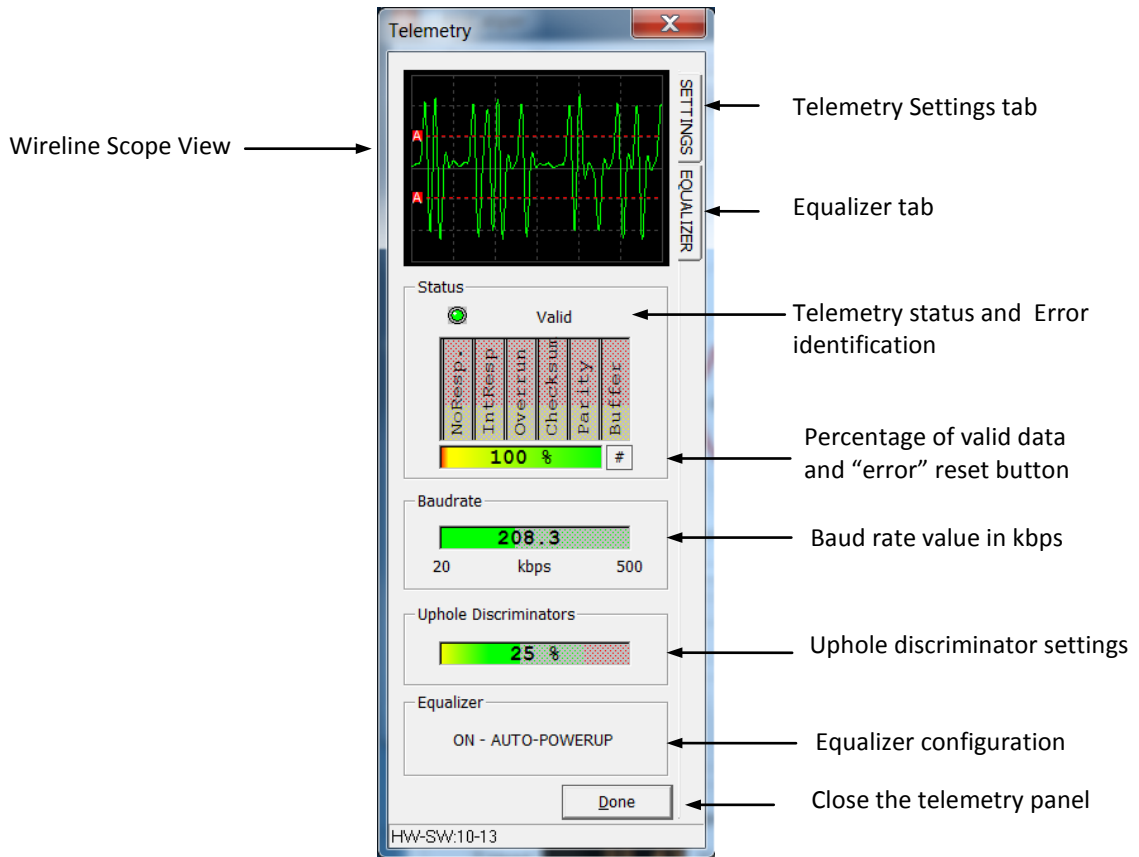 Telemetry
X
SETTINGS
EQUALIZER
A
A
Wireline Scope View
Telemetry Settings tab
Equalizer tab
Status
Valid
NoResp.
IntResp
Overrun
Checksum
Parity
Buffer
100 %
#
Telemetry status and Error
identification
Percentage of valid data
and “error” reset button
Baudrate
208.3
20 kbps 500
Baud rate value in kbps
Uphole Discriminators
25 %
Uphole discriminator settings
Equalizer
ON - AUTO-POWERUP
Equalizer configuration
Done
Close the telemetry panel
HW-SW:10-13